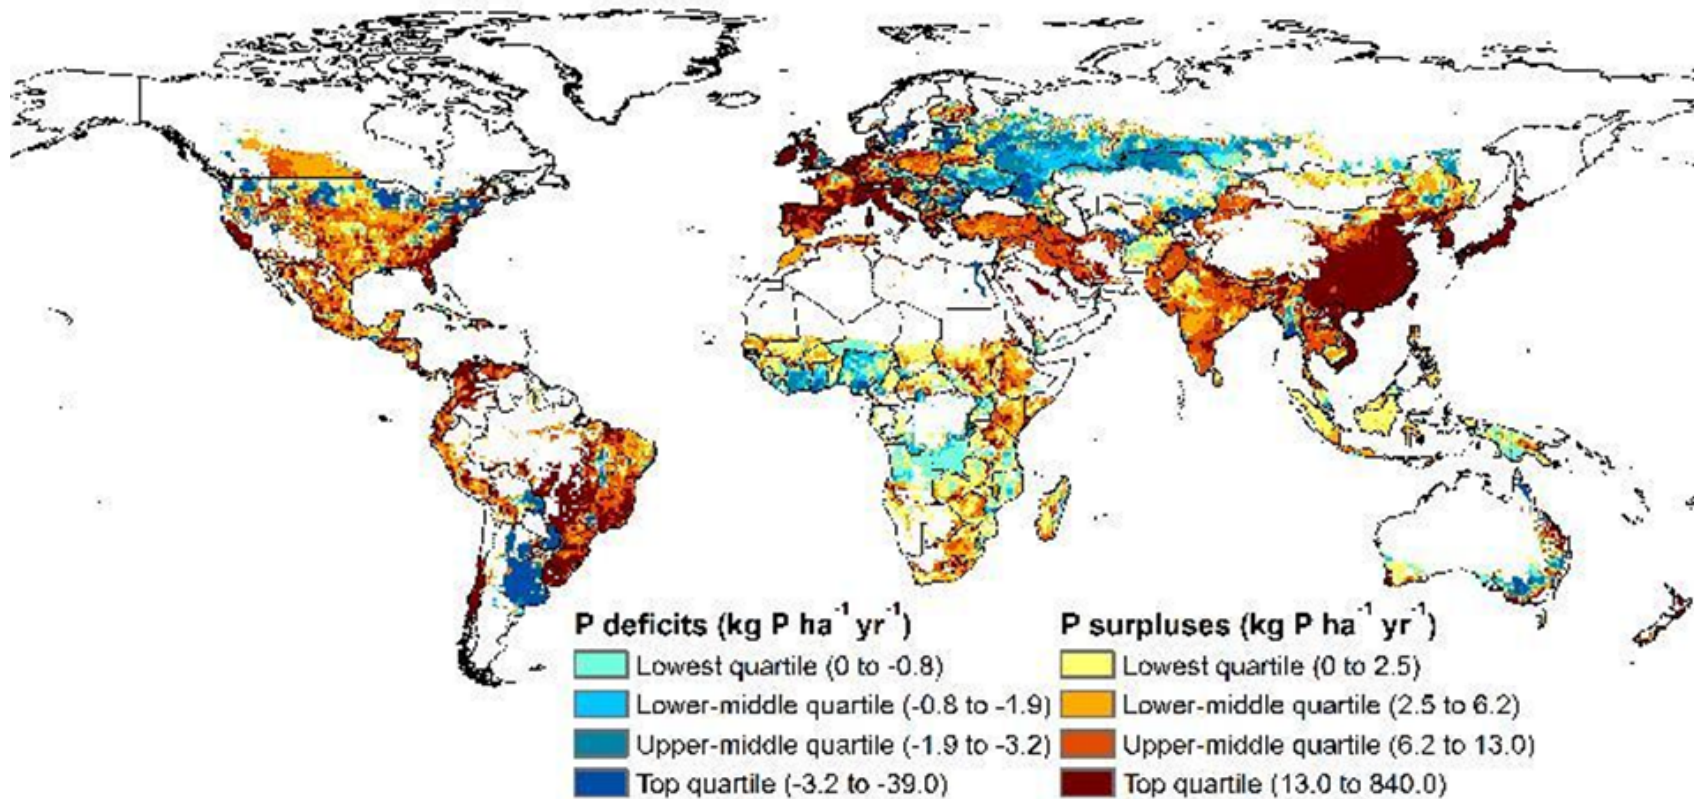 P deficits (kg P ha⁻¹ yr⁻¹)
Lowest quartile (0 to -0.8)
Lower-middle quartile (-0.8 to -1.9)
Upper-middle quartile (-1.9 to -3.2)
Top quartile (-3.2 to -39.0)
P surpluses (kg P ha⁻¹ yr⁻¹)
Lowest quartile (0 to 2.5)
Lower-middle quartile (2.5 to 6.2)
Upper-middle quartile (6.2 to 13.0)
Top quartile (13.0 to 840.0)